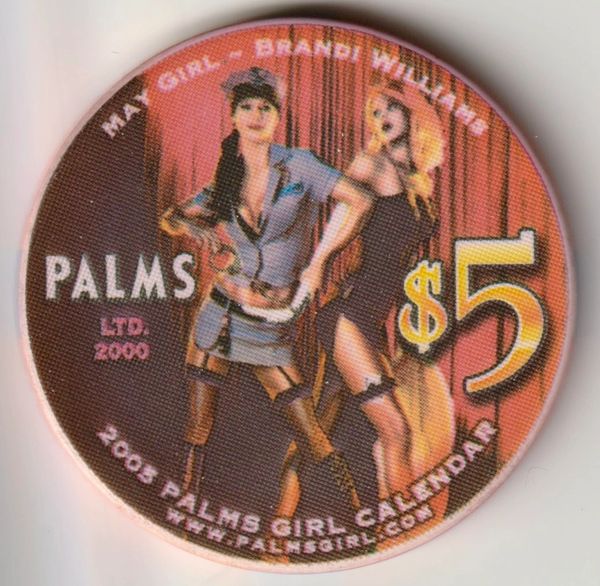 MAY GIRL ~ BRANDI WILLIAMS
PALMS
LTD.
2000
$5
2005 PALMS GIRL CALENDAR
WWW.PALMSGIRL.COM